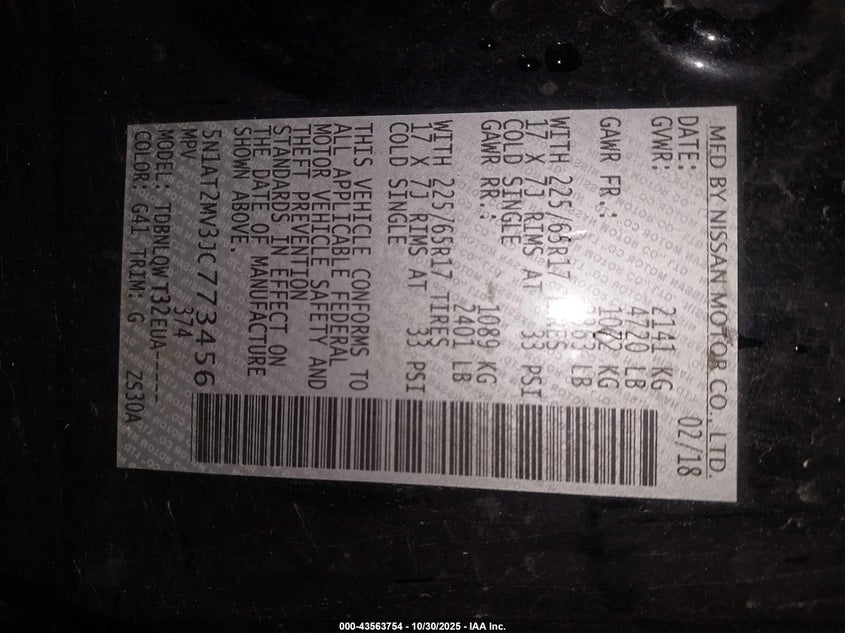 MFD BY NISSAN MOTOR CO., LTD.
DATE: 02/18
GVWR: 2141 KG
4720 LB
GAWR FR.: KG
LB
WITH 225/65R17 TIRES
17 X 7J RIMS AT 33 PSI
COLD SINGLE
GAWR RR.: 1089 KG
2401 LB
WITH 225/65R17 TIRES
17 X 7J RIMS AT 33 PSI
COLD SINGLE
THIS VEHICLE CONFORMS TO
ALL APPLICABLE FEDERAL
MOTOR VEHICLE SAFETY AND
THEFT PREVENTION
STANDARDS IN EFFECT ON
THE DATE OF MANUFACTURE
SHOWN ABOVE.
5N1AT2MV3JC773456
MPV 374
MODEL: TDBNLQWT32EUA-----
COLOR: G41 TRIM: G ZS30A
000-43563754 - 10/30/2025 - IAA Inc.